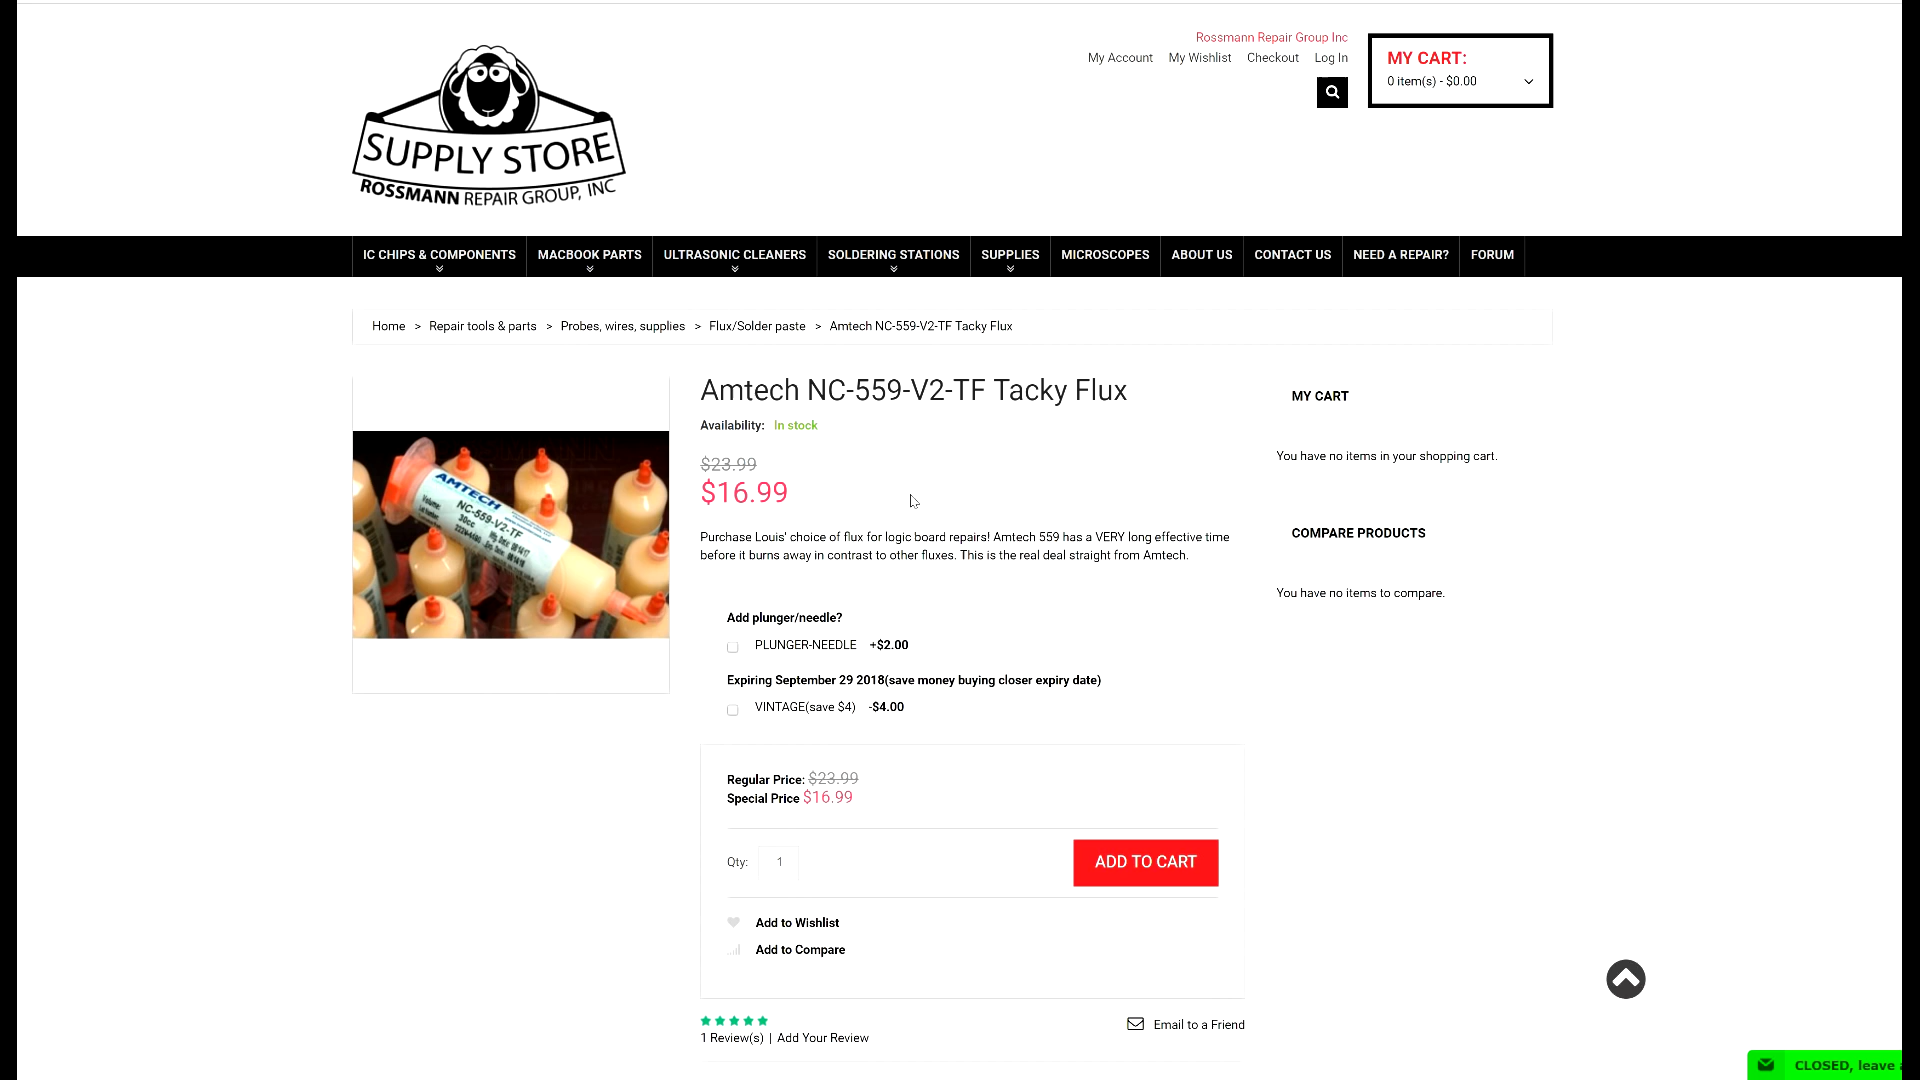 Rossmann Repair Group Inc
My Account My Wishlist Checkout Log In
MY CART:
0 item(s) - $0.00
SUPPLY STORE
ROSSMANN REPAIR GROUP, INC
IC CHIPS & COMPONENTS MACBOOK PARTS ULTRASONIC CLEANERS SOLDERING STATIONS SUPPLIES MICROSCOPES ABOUT US CONTACT US NEED A REPAIR? FORUM
Home > Repair tools & parts > Probes, wires, supplies > Flux/Solder paste > Amtech NC-559-V2-TF Tacky Flux
AMTECH
NC-559-V2-TF
30cc
Amtech NC-559-V2-TF Tacky Flux
Availability: In stock
$23.99
$16.99
Purchase Louis' choice of flux for logic board repairs! Amtech 559 has a VERY long effective time
before it burns away in contrast to other fluxes. This is the real deal straight from Amtech.
Add plunger/needle?
PLUNGER-NEEDLE +$2.00
Expiring September 29 2018(save money buying closer expiry date)
VINTAGE(save $4) -$4.00
Regular Price: $23.99
Special Price $16.99
Qty: 1
ADD TO CART
Add to Wishlist
Add to Compare
1 Review(s) | Add Your Review
Email to a Friend
MY CART
You have no items in your shopping cart.
COMPARE PRODUCTS
You have no items to compare.
CLOSED, leave